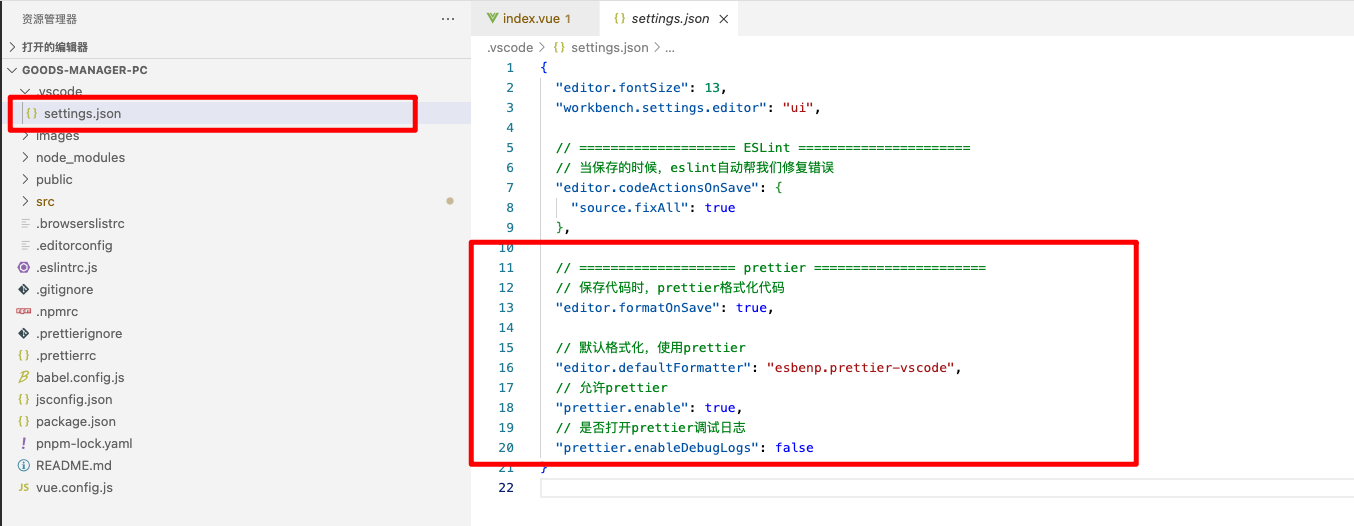 资源管理器
···
打开的编辑器
GOODS-MANAGER-PC
.vscode
{} settings.json
images
node_modules
public
src
.browserslistrc
.editorconfig
.eslintrc.js
.gitignore
.npmrc
.prettierignore
{} .prettierrc
babel.config.js
{} jsconfig.json
{} package.json
! pnpm-lock.yaml
README.md
JS vue.config.js
index.vue 1
{} settings.json ×
.vscode > {} settings.json > ...
1 {
2 "editor.fontSize": 13,
3 "workbench.settings.editor": "ui",
4
5 // ==================== ESLint ======================
6 // 当保存的时候，eslint自动帮我们修复错误
7 "editor.codeActionsOnSave": {
8 "source.fixAll": true
9 },
10
11 // ==================== prettier ======================
12 // 保存代码时，prettier格式化代码
13 "editor.formatOnSave": true,
14
15 // 默认格式化，使用prettier
16 "editor.defaultFormatter": "esbenp.prettier-vscode",
17 // 允许prettier
18 "prettier.enable": true,
19 // 是否打开prettier调试日志
20 "prettier.enableDebugLogs": false
21 }
22